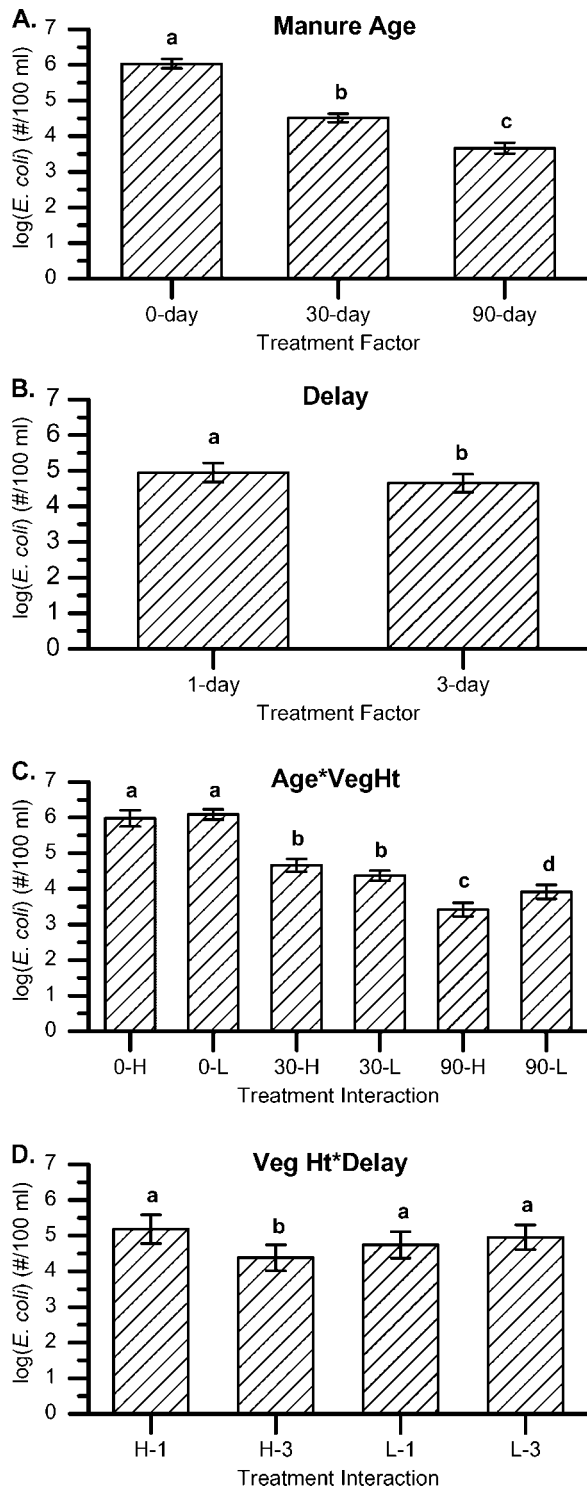 A.
Manure Age
log(E. coli) (#/100 ml)
7
6
5
4
3
2
1
0
a
b
c
0-day 30-day 90-day
Treatment Factor
B.
Delay
log(E. coli) (#/100 ml)
7
6
5
4
3
2
1
0
a
b
1-day 3-day
Treatment Factor
C.
Age*VegHt
log(E. coli) (#/100 ml)
7
6
5
4
3
2
1
0
a a b b c d
0-H 0-L 30-H 30-L 90-H 90-L
Treatment Interaction
D.
Veg Ht*Delay
log(E. coli) (#/100 ml)
7
6
5
4
3
2
1
0
a b a a
H-1 H-3 L-1 L-3
Treatment Interaction